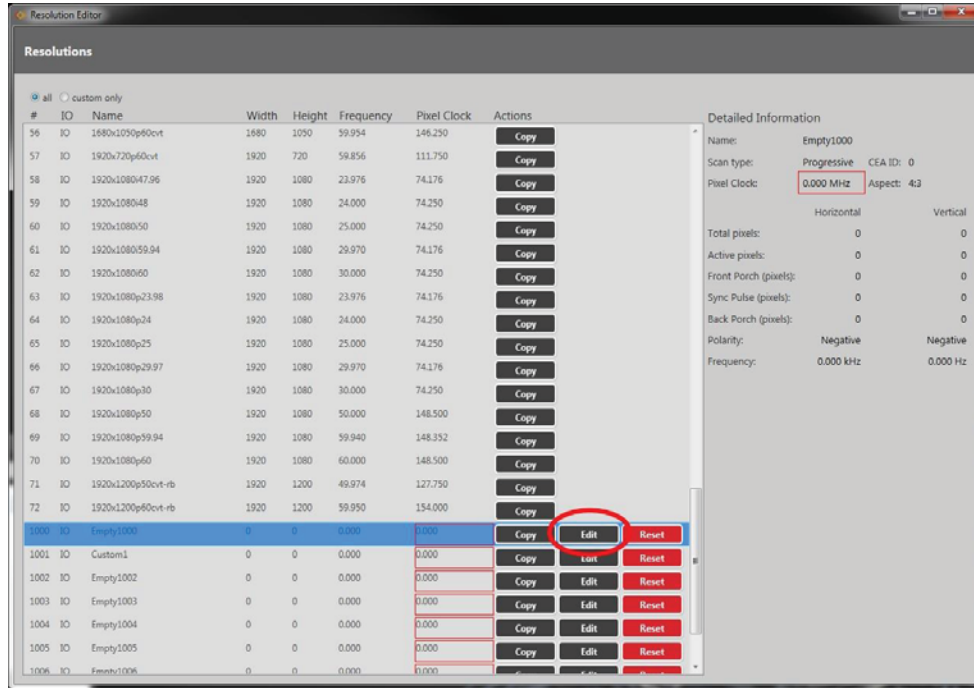 Resolution Editor
Resolutions
all custom only
# IO Name Width Height Frequency Pixel Clock Actions
56 IO 1680x1050p60cvt 1680 1050 59.954 146.250 Copy
57 IO 1920x720p60cvt 1920 720 59.856 111.750 Copy
58 IO 1920x1080i47.96 1920 1080 23.976 74.176 Copy
59 IO 1920x1080i48 1920 1080 24.000 74.250 Copy
60 IO 1920x1080i50 1920 1080 25.000 74.250 Copy
61 IO 1920x1080i59.94 1920 1080 29.970 74.176 Copy
62 IO 1920x1080i60 1920 1080 30.000 74.250 Copy
63 IO 1920x1080p23.98 1920 1080 23.976 74.176 Copy
64 IO 1920x1080p24 1920 1080 24.000 74.250 Copy
65 IO 1920x1080p25 1920 1080 25.000 74.250 Copy
66 IO 1920x1080p29.97 1920 1080 29.970 74.176 Copy
67 IO 1920x1080p30 1920 1080 30.000 74.250 Copy
68 IO 1920x1080p50 1920 1080 50.000 148.500 Copy
69 IO 1920x1080p59.94 1920 1080 59.940 148.352 Copy
70 IO 1920x1080p60 1920 1080 60.000 148.500 Copy
71 IO 1920x1200p50cvt-rb 1920 1200 49.974 127.750 Copy
72 IO 1920x1200p60cvt-rb 1920 1200 59.950 154.000 Copy
1000 IO Empty1000 0 0 0.000 0.000 Copy Edit Reset
1001 IO Custom1 0 0 0.000 0.000 Copy Edit Reset
1002 IO Empty1002 0 0 0.000 0.000 Copy Edit Reset
1003 IO Empty1003 0 0 0.000 0.000 Copy Edit Reset
1004 IO Empty1004 0 0 0.000 0.000 Copy Edit Reset
1005 IO Empty1005 0 0 0.000 0.000 Copy Edit Reset
1006 IO Empty1006 0 0 0.000 0.000
Detailed Information
Name: Empty1000
Scan type: Progressive CEA ID: 0
Pixel Clock: 0.000 MHz Aspect: 4:3
Horizontal Vertical
Total pixels: 0 0
Active pixels: 0 0
Front Porch (pixels): 0 0
Sync Pulse (pixels): 0 0
Back Porch (pixels): 0 0
Polarity: Negative Negative
Frequency: 0.000 kHz 0.000 Hz